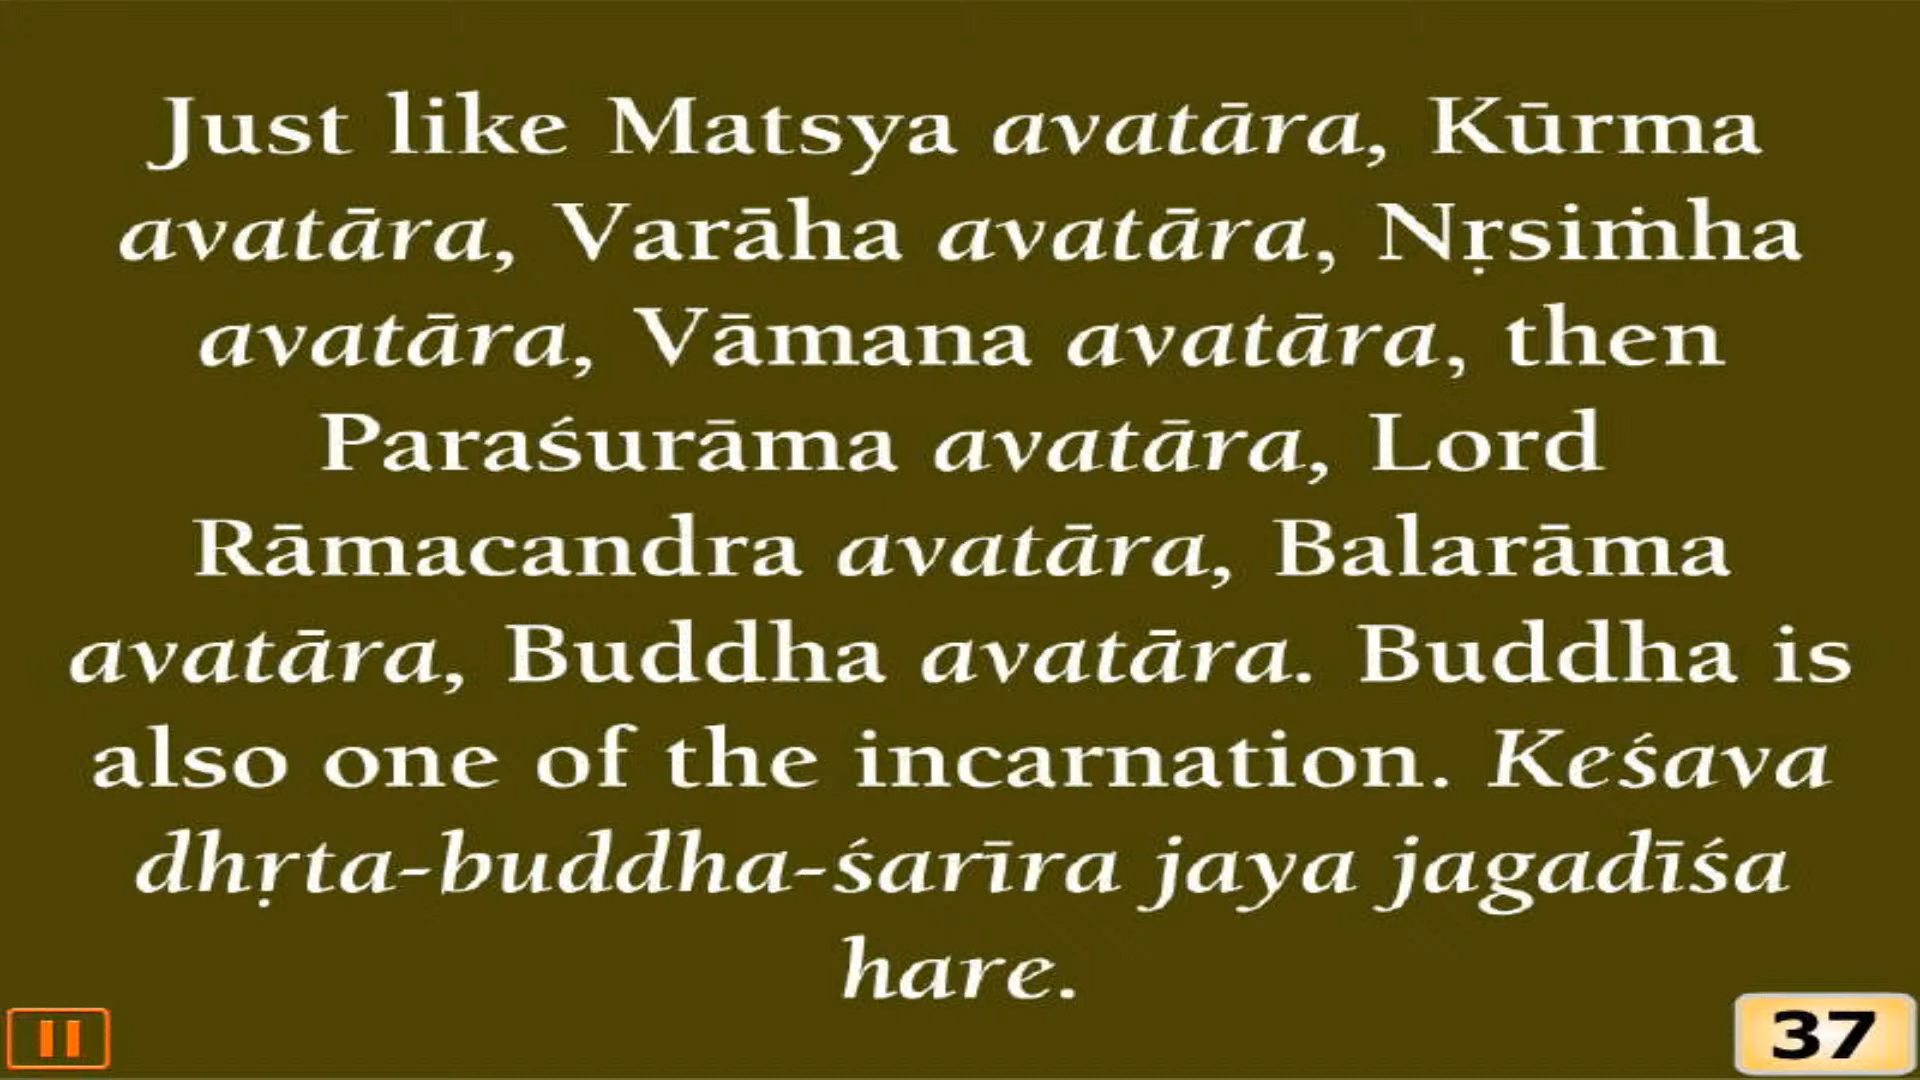 Just like Matsya avatāra, Kūrma
avatāra, Varāha avatāra, Nṛsiṁha
avatāra, Vāmana avatāra, then
Paraśurāma avatāra, Lord
Rāmacandra avatāra, Balarāma
avatāra, Buddha avatāra. Buddha is
also one of the incarnation. Keśava
dhṛta-buddha-śarīra jaya jagadīśa
hare.
37